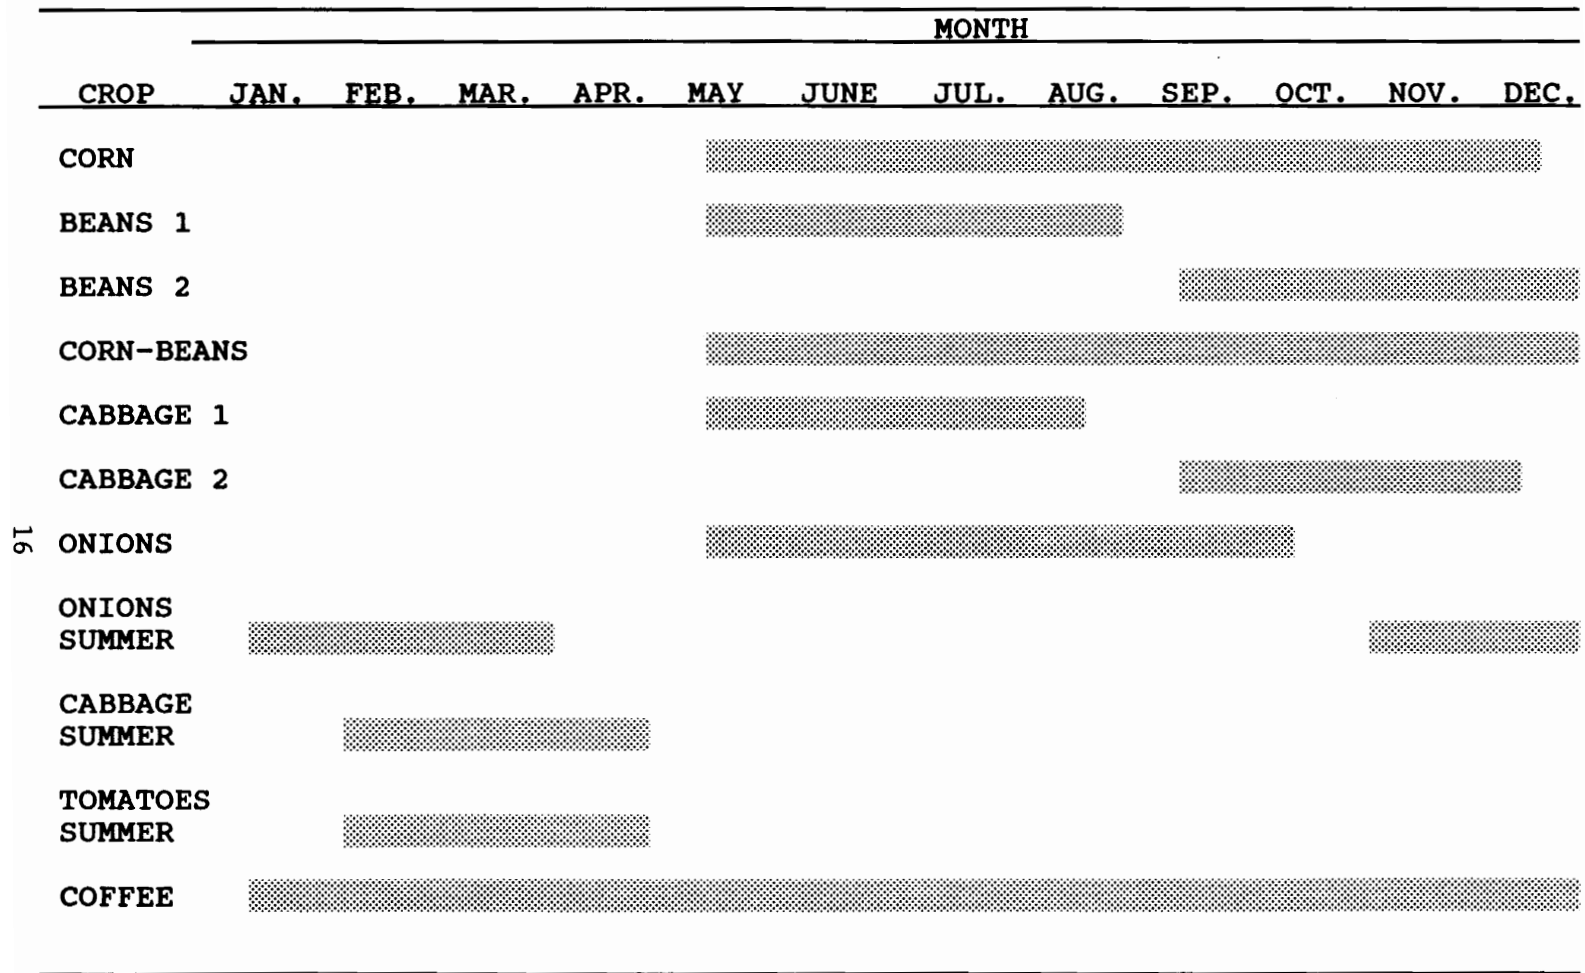 MONTH
CROP JAN. FEB. MAR. APR. MAY JUNE JUL. AUG. SEP. OCT. NOV. DEC.
CORN
BEANS 1
BEANS 2
CORN-BEANS
CABBAGE 1
CABBAGE 2
16
ONIONS
ONIONS
SUMMER
CABBAGE
SUMMER
TOMATOES
SUMMER
COFFEE